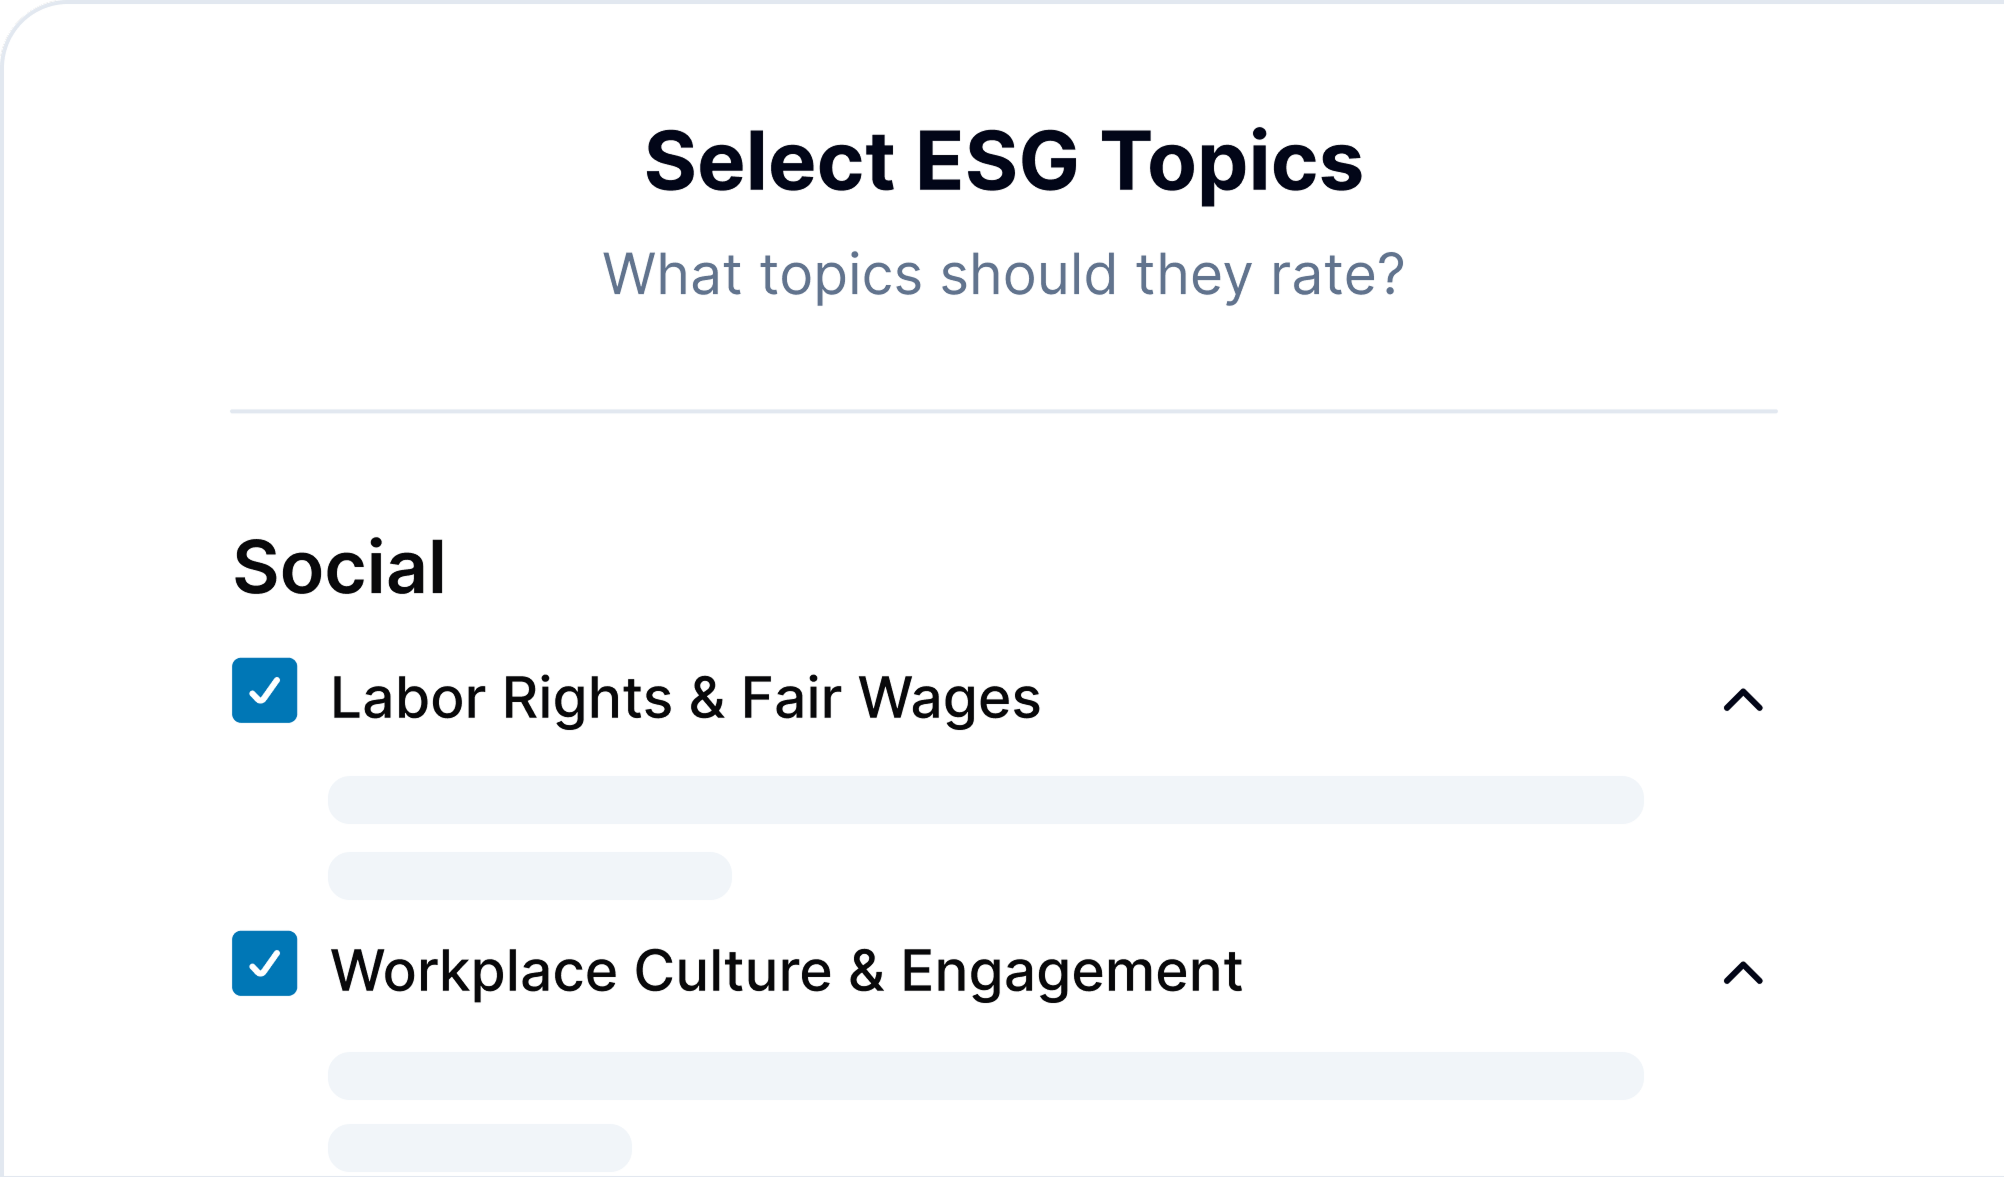 Select ESG Topics
What topics should they rate?
Social
Labor Rights & Fair Wages
Workplace Culture & Engagement